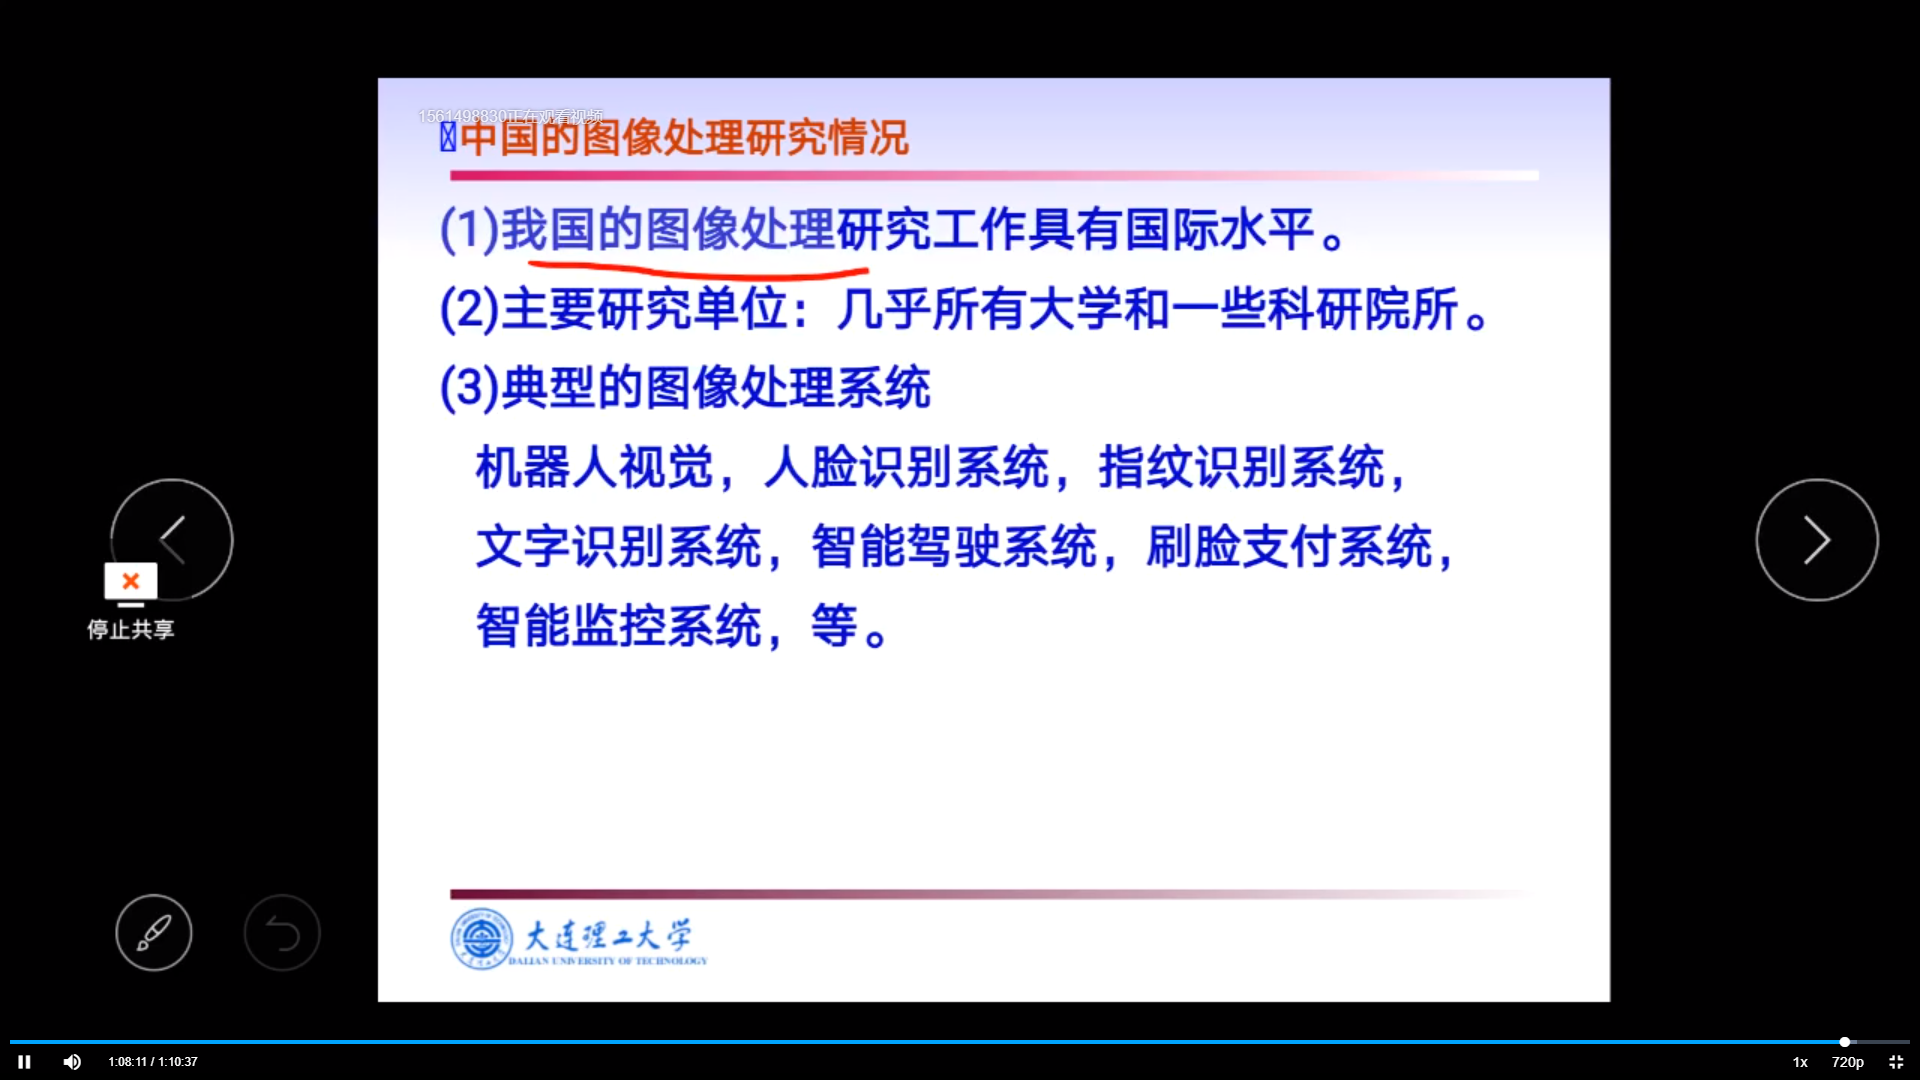 1561498830正在观看视频
中国的图像处理研究情况
(1)我国的图像处理研究工作具有国际水平。
(2)主要研究单位：几乎所有大学和一些科研院所。
(3)典型的图像处理系统
机器人视觉，人脸识别系统，指纹识别系统，
文字识别系统，智能驾驶系统，刷脸支付系统，
智能监控系统，等。
停止共享
大连理工大学
DALIAN UNIVERSITY OF TECHNOLOGY
1:08:11 / 1:10:37
1x
720p